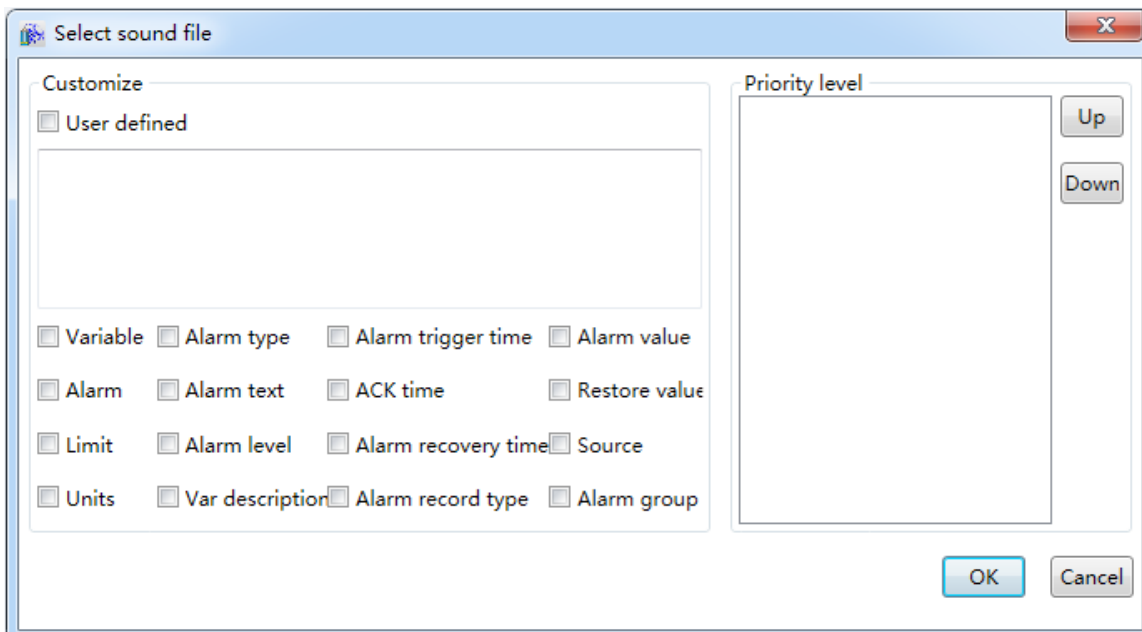 Select sound file
Customize
User defined
Variable Alarm type Alarm trigger time Alarm value
Alarm Alarm text ACK time Restore value
Limit Alarm level Alarm recovery time Source
Units Var description Alarm record type Alarm group
Priority level
Up
Down
OK Cancel